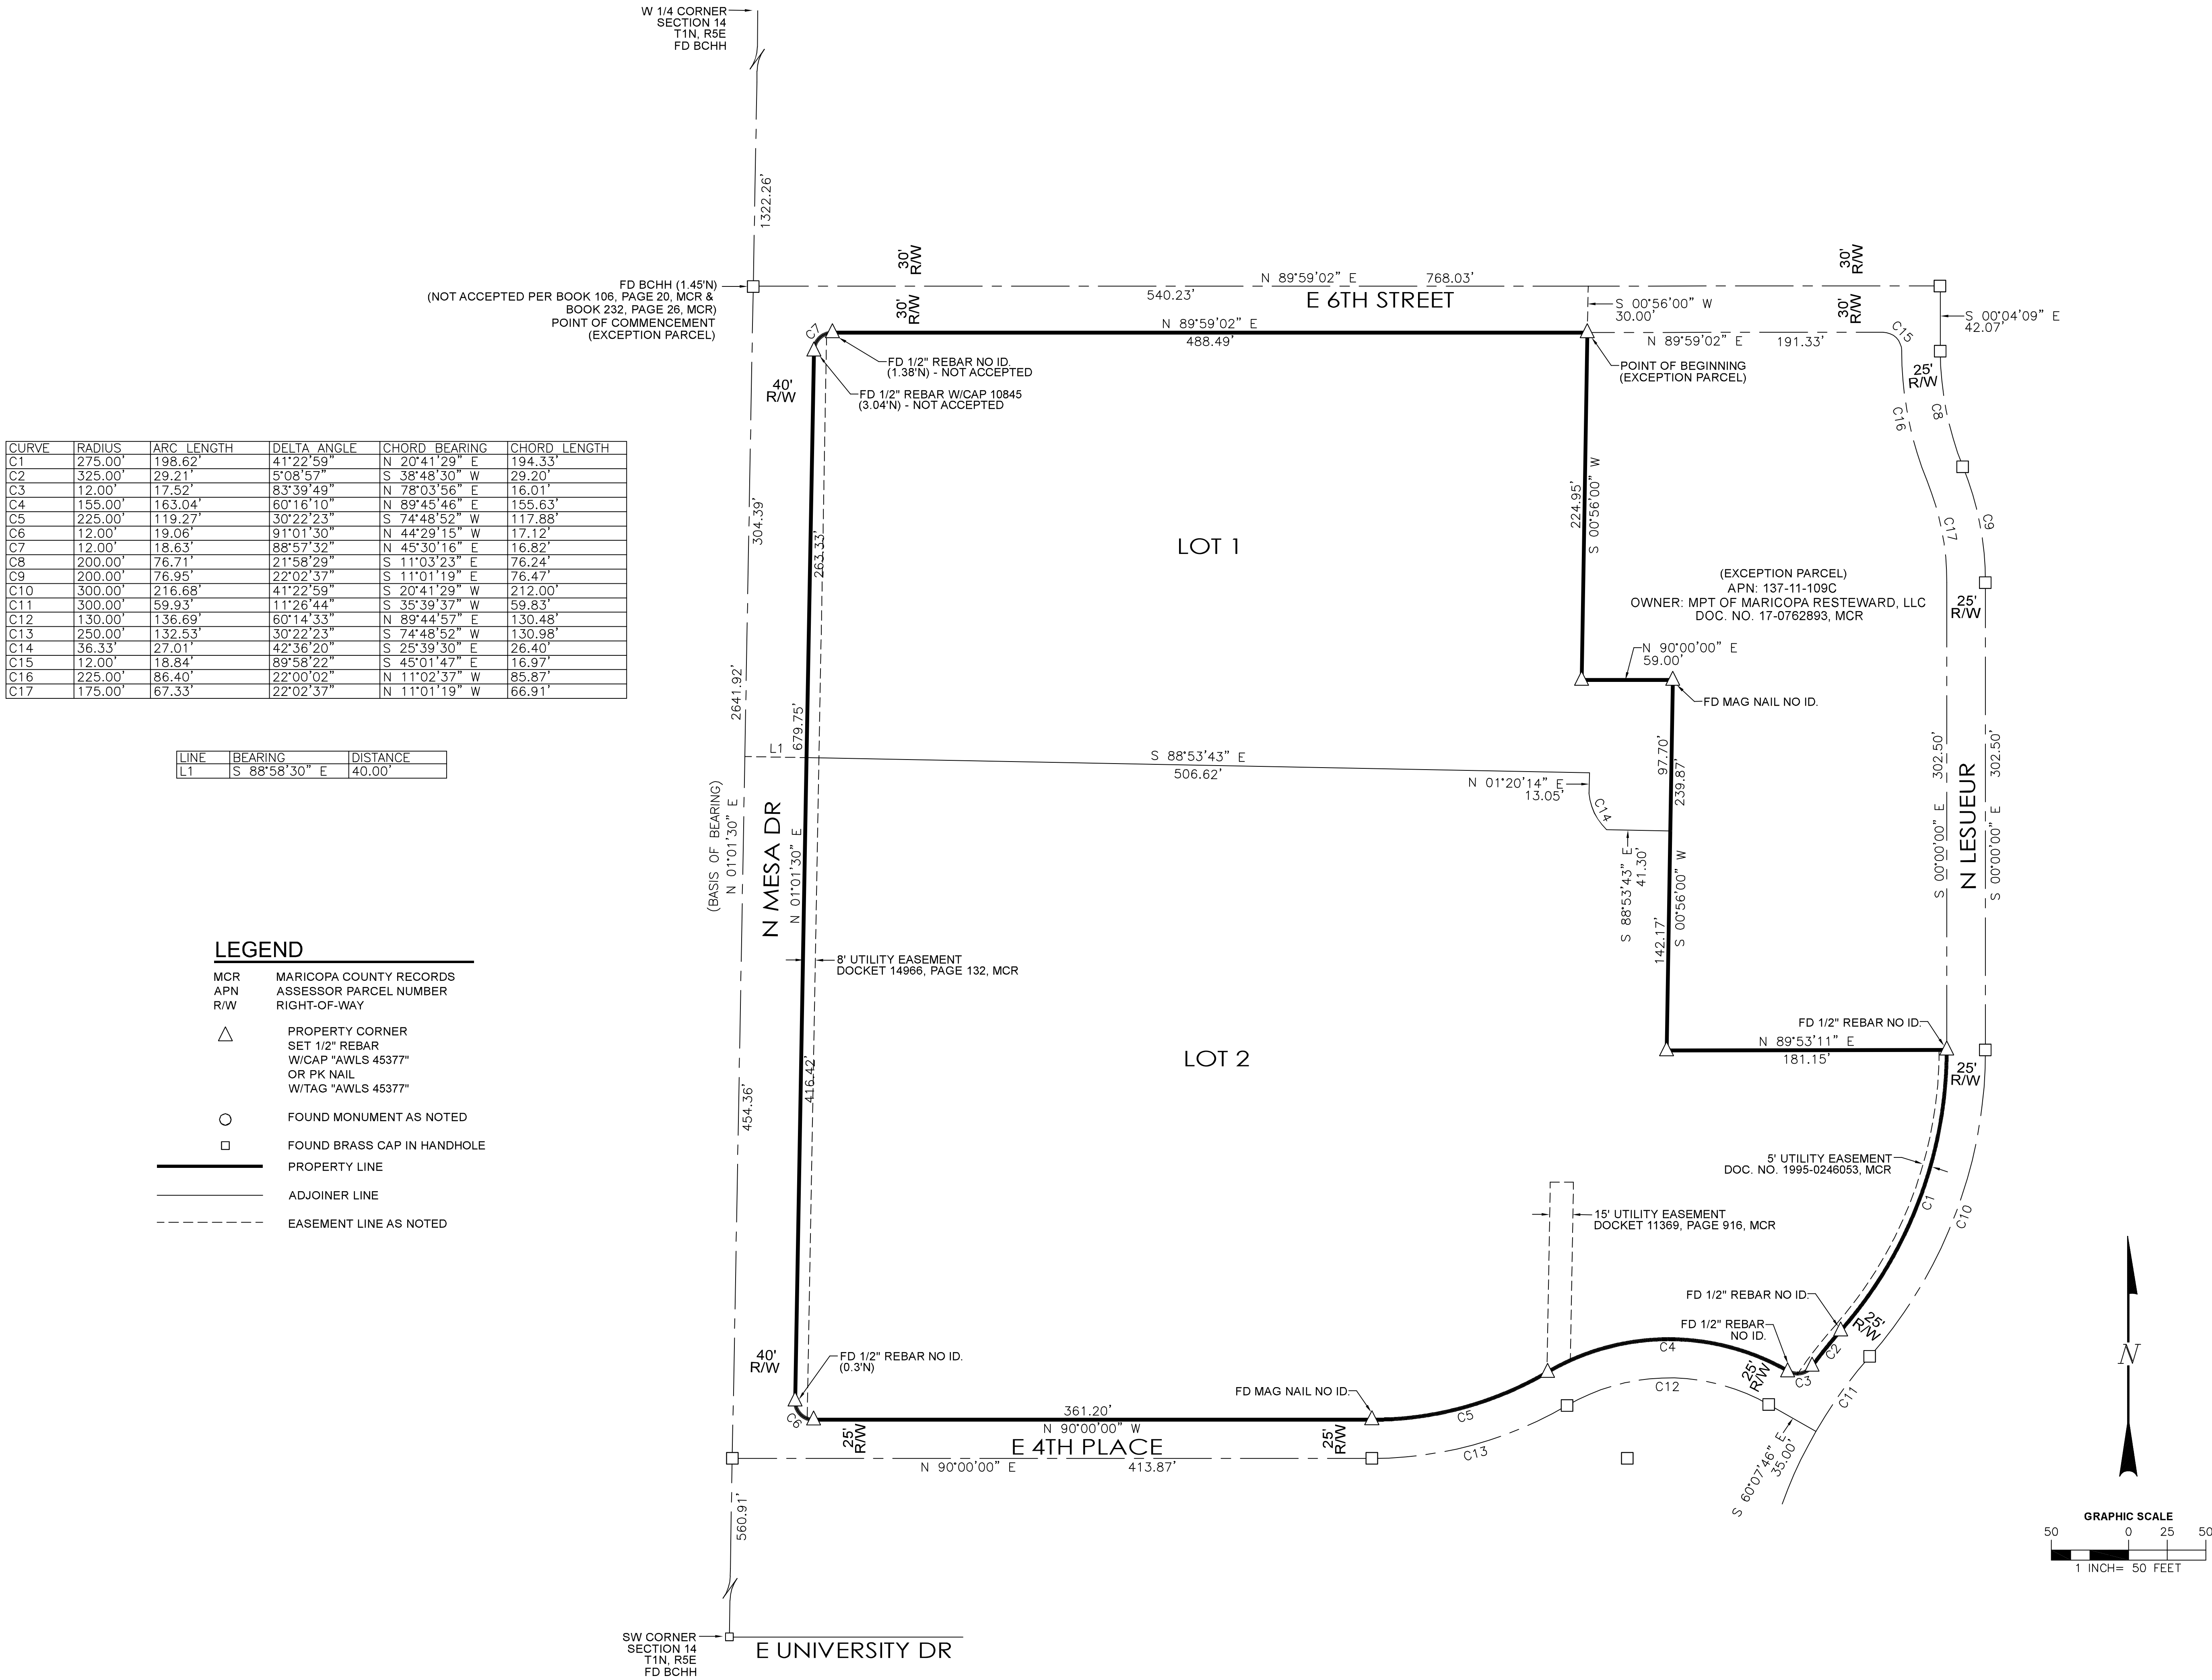 W 1/4 CORNER
SECTION 14
T1N, R5E
FD BCHH
1322.26'
FD BCHH (1.45'N)
(NOT ACCEPTED PER BOOK 106, PAGE 20, MCR &
BOOK 232, PAGE 26, MCR)
POINT OF COMMENCEMENT
(EXCEPTION PARCEL)
30'
R/W
N 89°59'02" E 768.03'
30'
R/W
540.23'
E 6TH STREET
30'
R/W
30'
R/W
S 00°56'00" W
30.00'
S 00°04'09" E
42.07'
C7
N 89°59'02" E
488.49'
N 89°59'02" E 191.33'
C15
FD 1/2" REBAR NO ID.
(1.38'N) - NOT ACCEPTED
FD 1/2" REBAR W/CAP 10845
(3.04'N) - NOT ACCEPTED
40'
R/W
POINT OF BEGINNING
(EXCEPTION PARCEL)
25'
R/W
C8
C16
C9
C17
CURVE RADIUS ARC LENGTH DELTA ANGLE CHORD BEARING CHORD LENGTH
C1 275.00' 198.62' 41°22'59" N 20°41'29" E 194.33'
C2 325.00' 29.21' 5°08'57" S 38°48'30" W 29.20'
C3 12.00' 17.52' 83°39'49" N 78°03'56" E 16.01'
C4 155.00' 163.04' 60°16'10" N 89°45'46" E 155.63'
C5 225.00' 119.27' 30°22'23" S 74°48'52" W 117.88'
C6 12.00' 19.06' 91°01'30" N 44°29'15" W 17.12'
C7 12.00' 18.63' 88°57'32" N 45°30'16" E 16.82'
C8 200.00' 76.71' 21°58'29" S 11°03'23" E 76.24'
C9 200.00' 76.95' 22°02'37" S 11°01'19" E 76.47'
C10 300.00' 216.68' 41°22'59" S 20°41'29" W 212.00'
C11 300.00' 59.93' 11°26'44" S 35°39'37" W 59.83'
C12 130.00' 136.69' 60°14'33" N 89°44'57" E 130.48'
C13 250.00' 132.53' 30°22'23" S 74°48'52" W 130.98'
C14 36.33' 27.01' 42°36'20" S 25°39'30" E 26.40'
C15 12.00' 18.84' 89°58'22" S 45°01'47" E 16.97'
C16 225.00' 86.40' 22°00'02" N 11°02'37" W 85.87'
C17 175.00' 67.33' 22°02'37" N 11°01'19" W 66.91'
LINE BEARING DISTANCE
L1 S 88°58'30" E 40.00'
304.39'
263.33'
LOT 1
224.95'
S 00°56'00" W
(EXCEPTION PARCEL)
APN: 137-11-109C
OWNER: MPT OF MARICOPA RESTEWARD, LLC
DOC. NO. 17-0762893, MCR
25'
R/W
N 90°00'00" E
59.00'
FD MAG NAIL NO ID.
2641.92'
679.75'
L1
S 88°53'43" E
506.62'
N 01°20'14" E
13.05'
C14
97.70'
239.87'
S 88°53'43" E
41.30'
302.50'
S 00°00'00" E
N LESUEUR
302.50'
S 00°00'00" E
(BASIS OF BEARING)
N 01°01'30" E
N MESA DR
N 01°01'30" E
142.17'
S 00°56'00" W
8' UTILITY EASEMENT
DOCKET 14966, PAGE 132, MCR
LEGEND
MCR MARICOPA COUNTY RECORDS
APN ASSESSOR PARCEL NUMBER
R/W RIGHT-OF-WAY
PROPERTY CORNER
SET 1/2" REBAR
W/CAP "AWLS 45377"
OR PK NAIL
W/TAG "AWLS 45377"
FOUND MONUMENT AS NOTED
FOUND BRASS CAP IN HANDHOLE
PROPERTY LINE
ADJOINER LINE
EASEMENT LINE AS NOTED
454.36'
416.42'
LOT 2
FD 1/2" REBAR NO ID.
N 89°53'11" E
181.15'
25'
R/W
5' UTILITY EASEMENT
DOC. NO. 1995-0246053, MCR
C1
C10
15' UTILITY EASEMENT
DOCKET 11369, PAGE 916, MCR
FD 1/2" REBAR NO ID.
FD 1/2" REBAR
NO ID.
25'
R/W
C2
C3
C4
25'
R/W
C11
C12
40'
R/W
FD 1/2" REBAR NO ID.
(0.3'N)
FD MAG NAIL NO ID.
C5
C6
361.20'
N 90°00'00" W
25'
R/W
25'
R/W
E 4TH PLACE
C13
N 90°00'00" E 413.87'
S 60°07'46" E
35.00'
560.91'
SW CORNER
SECTION 14
T1N, R5E
FD BCHH
E UNIVERSITY DR
N
GRAPHIC SCALE
50 0 25 50
1 INCH= 50 FEET